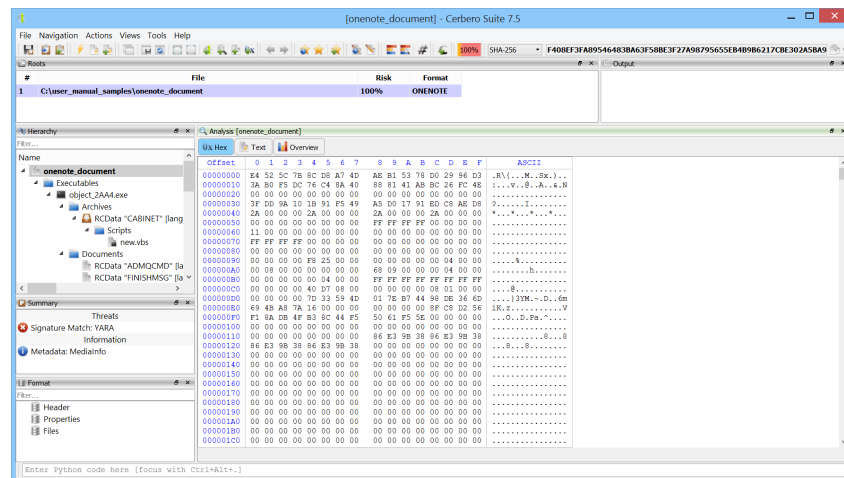 [onenote_document] - Cerbero Suite 7.5
File Navigation Actions Views Tools Help
100% SHA-256 F408EF3FA89546483BA63F58BE3F27A98795655EB4B9B6217CBE302A5BA9
Roots
Output
# File Risk Format
1 C:\user_manual_samples\onenote_document 100% ONENOTE
Hierarchy
Filter...
Name
onenote_document
Executables
object_2AA4.exe
Archives
RCData "CABINET" [lang
Scripts
new.vbs
Documents
RCData "ADMQCMD" [la
RCData "FINISHMSG" [la
Summary
Threats
Signature Match: YARA
Information
Metadata: MediaInfo
Format
Filter...
Header
Properties
Files
Analysis [onenote_document]
Hex Text Overview
Offset 0 1 2 3 4 5 6 7 8 9 A B C D E F ASCII
00000000 E4 52 5C 7B 8C D8 A7 4D AE B1 53 78 D0 29 96 D3 .R\{...M..Sx.)..
00000010 3A B0 F5 DC 76 C4 8A 40 88 81 41 AB BC 26 FC 4E :...v..@..A..&.N
00000020 00 00 00 00 00 00 00 00 00 00 00 00 00 00 00 00 ................
00000030 3F DD 9A 10 1B 91 F5 49 A5 D0 17 91 ED C8 AE D8 ?......I........
00000040 2A 00 00 00 2A 00 00 00 2A 00 00 00 2A 00 00 00 *...*...*...*...
00000050 00 00 00 00 00 00 00 00 FF FF FF FF 00 00 00 00 ................
00000060 11 00 00 00 00 00 00 00 00 00 00 00 00 00 00 00 ................
00000070 FF FF FF FF 00 00 00 00 00 00 00 00 00 00 00 00 ................
00000080 00 00 00 00 00 00 00 00 00 00 00 00 00 00 00 00 ................
00000090 00 00 00 00 F8 25 00 00 00 00 00 00 00 04 00 00 .....%..........
000000A0 00 08 00 00 00 00 00 00 68 09 00 00 00 04 00 00 ........h.......
000000B0 00 00 00 00 00 04 00 00 FF FF FF FF FF FF FF FF ................
000000C0 00 00 00 00 40 D7 08 00 00 00 00 00 08 01 00 00 ....@...........
000000D0 00 00 00 00 7D 33 59 4D 01 7E B7 44 98 DE 36 6D ....}3YM.~.D..6m
000000E0 69 4B A8 7A 16 00 00 00 00 00 00 00 8F C8 D2 56 iK.z...........V
000000F0 F1 8A DB 4F B3 8C 44 F5 50 61 F5 5E 00 00 00 00 ...O..D.Pa.^....
00000100 00 00 00 00 00 00 00 00 00 00 00 00 00 00 00 00 ................
00000110 00 00 00 00 00 00 00 00 86 E3 9B 38 86 E3 9B 38 ...........8...8
00000120 86 E3 9B 38 86 E3 9B 38 00 00 00 00 00 00 00 00 ...8...8........
00000130 00 00 00 00 00 00 00 00 00 00 00 00 00 00 00 00 ................
00000140 00 00 00 00 00 00 00 00 00 00 00 00 00 00 00 00 ................
00000150 00 00 00 00 00 00 00 00 00 00 00 00 00 00 00 00 ................
00000160 00 00 00 00 00 00 00 00 00 00 00 00 00 00 00 00 ................
00000170 00 00 00 00 00 00 00 00 00 00 00 00 00 00 00 00 ................
00000180 00 00 00 00 00 00 00 00 00 00 00 00 00 00 00 00 ................
00000190 00 00 00 00 00 00 00 00 00 00 00 00 00 00 00 00 ................
000001A0 00 00 00 00 00 00 00 00 00 00 00 00 00 00 00 00 ................
000001B0 00 00 00 00 00 00 00 00 00 00 00 00 00 00 00 00 ................
000001C0 00 00 00 00 00 00 00 00 00 00 00 00 00 00 00 00 ................
Enter Python code here [focus with Ctrl+Alt+.]